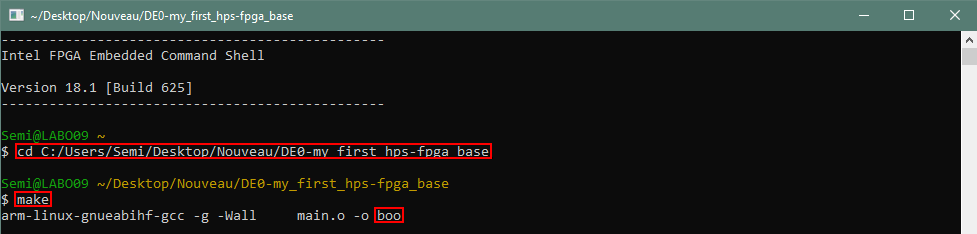 ~/Desktop/Nouveau/DE0-my_first_hps-fpga_base
------------------------------------------------
Intel FPGA Embedded Command Shell
Version 18.1 [Build 625]
------------------------------------------------
Semi@LABO09 ~
$ cd C:/Users/Semi/Desktop/Nouveau/DE0-my_first_hps-fpga_base
Semi@LABO09 ~/Desktop/Nouveau/DE0-my_first_hps-fpga_base
$ make
arm-linux-gnueabihf-gcc -g -Wall     main.o -o boo